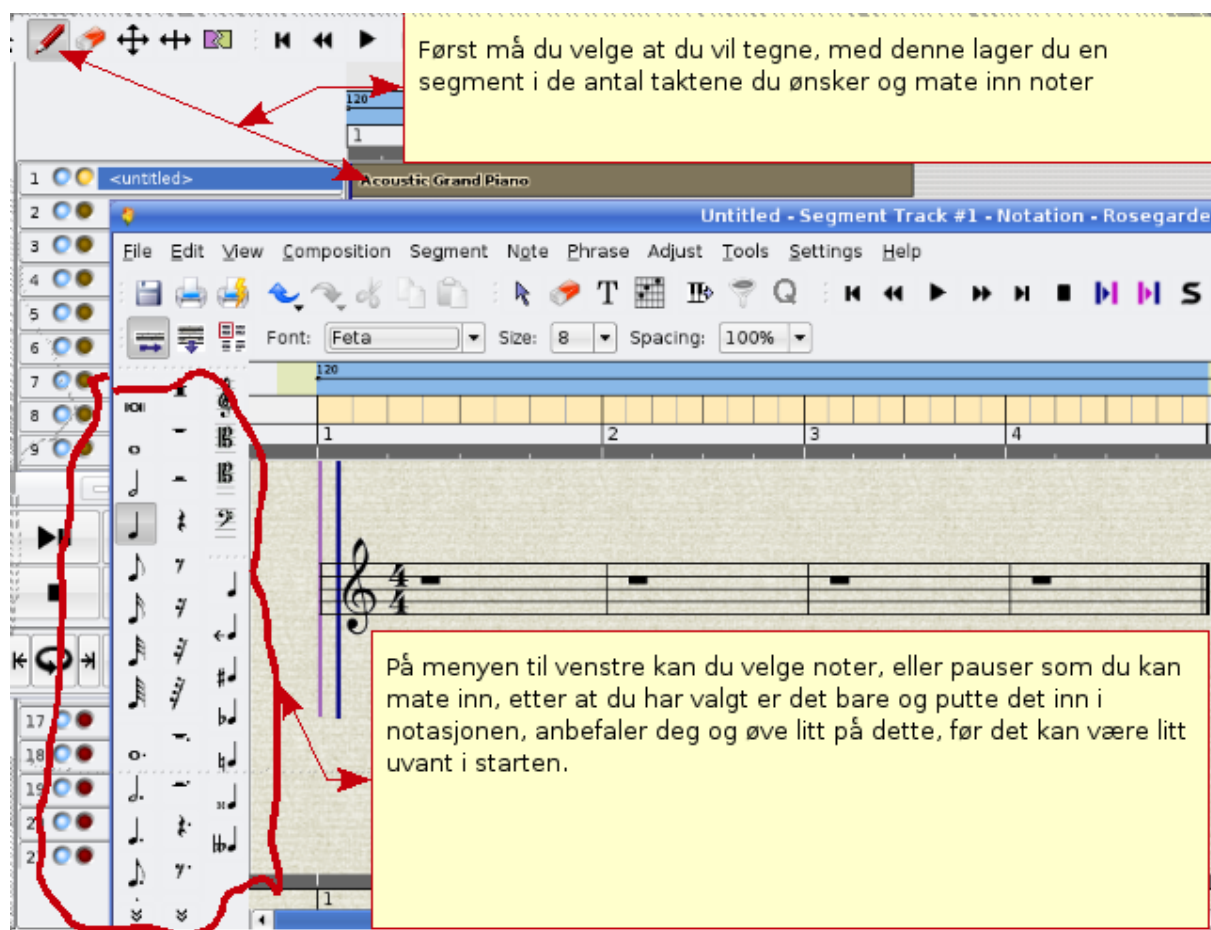 Først må du velge at du vil tegne, med denne lager du en
segment i de antal taktene du ønsker og mate inn noter
120
1
1 <untitled>
Acoustic Grand Piano
2
Untitled - Segment Track #1 - Notation - Rosegarde
3
File Edit View Composition Segment Note Phrase Adjust Tools Settings Help
4
5
6
Font: Feta Size: 8 Spacing: 100%
7
120
8
9
1 2 3 4
4
4
På menyen til venstre kan du velge noter, eller pauser som du kan
mate inn, etter at du har valgt er det bare og putte det inn i
notasjonen, anbefaler deg og øve litt på dette, før det kan være litt
uvant i starten.
17
18
19
1